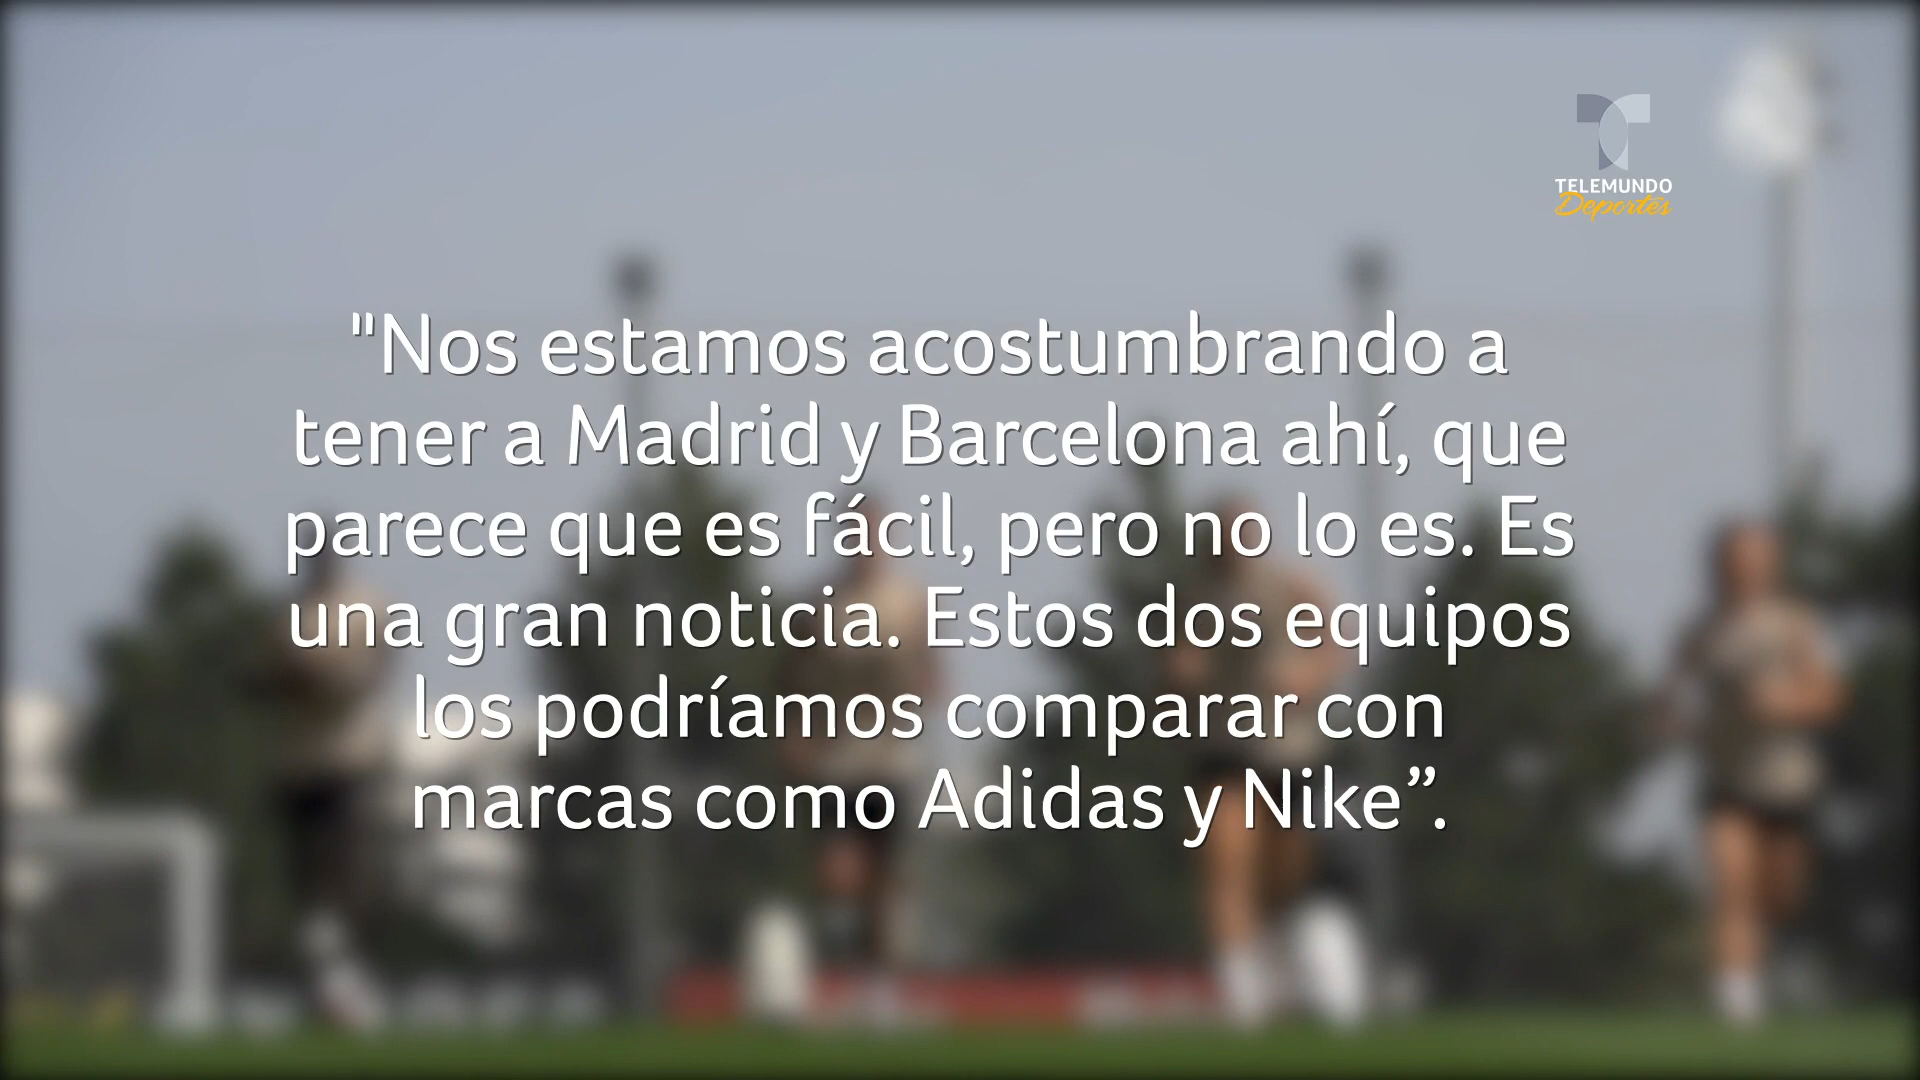 TELEMUNDO
Deportes
"Nos estamos acostumbrando a
tener a Madrid y Barcelona ahí, que
parece que es fácil, pero no lo es. Es
una gran noticia. Estos dos equipos
los podríamos comparar con
marcas como Adidas y Nike”.